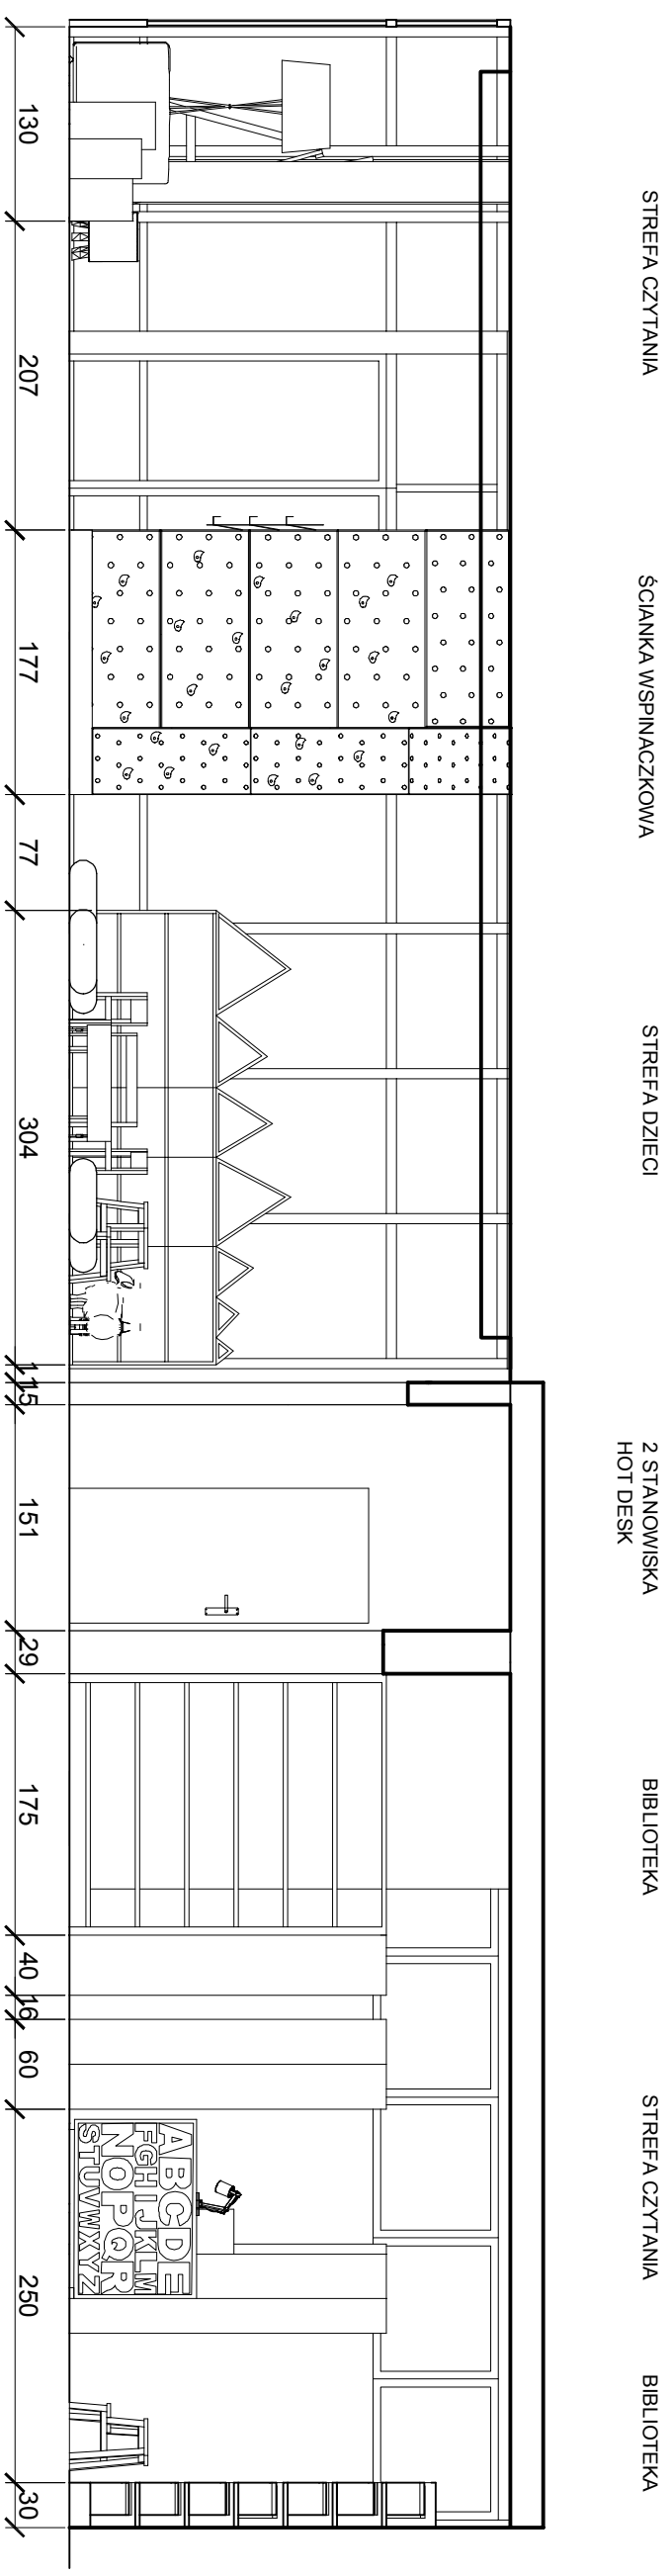 STREFA CZYTANIA
ŚCIANKA WSPINACZKOWA
STREFA DZIECI
2 STANOWISKA
HOT DESK
BIBLIOTEKA
STREFA CZYTANIA
BIBLIOTEKA
ABCDE
FGHIJKLM
NOPQR
STUVWXYZ
130 207 177 77 304 11 15 151 29 175 40 16 60 250 30